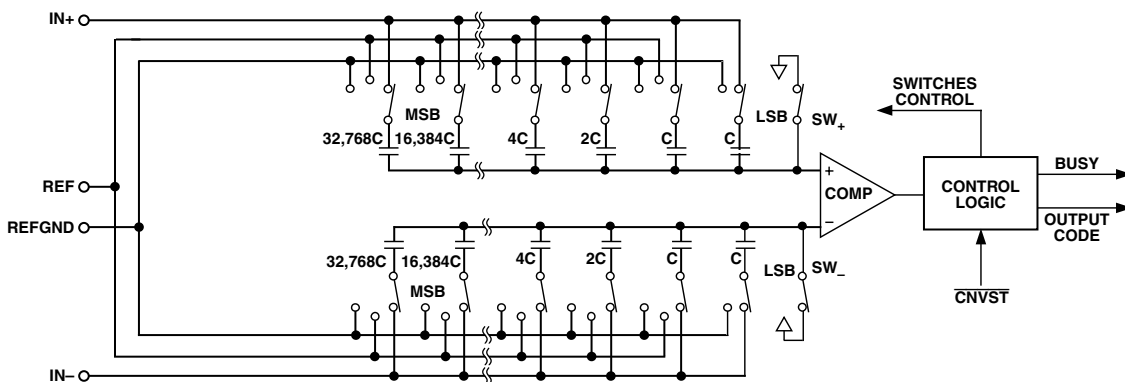 IN+
MSB
32,768C 16,384C 4C 2C C C
LSB SW+
SWITCHES
CONTROL
REF
REFGND
+
COMP
–
CONTROL
LOGIC
BUSY
OUTPUT
CODE
32,768C 16,384C 4C 2C C C
MSB
LSB SW–
CNVST
IN–